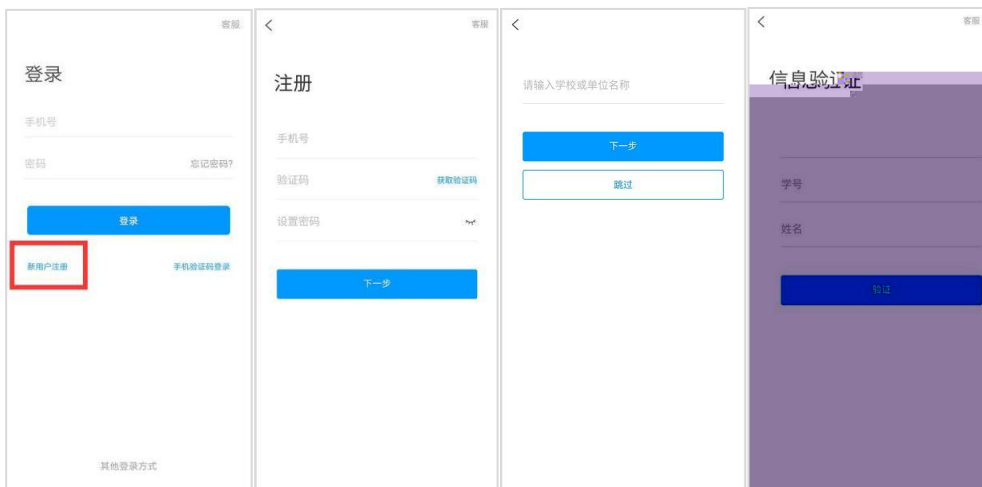 客服
登录
手机号
密码 忘记密码?
登录
新用户注册 手机验证码登录
其他登录方式
客服
注册
手机号
验证码 获取验证码
设置密码
下一步
请输入学校或单位名称
下一步
跳过
客服
信息验证
学号
姓名
验证